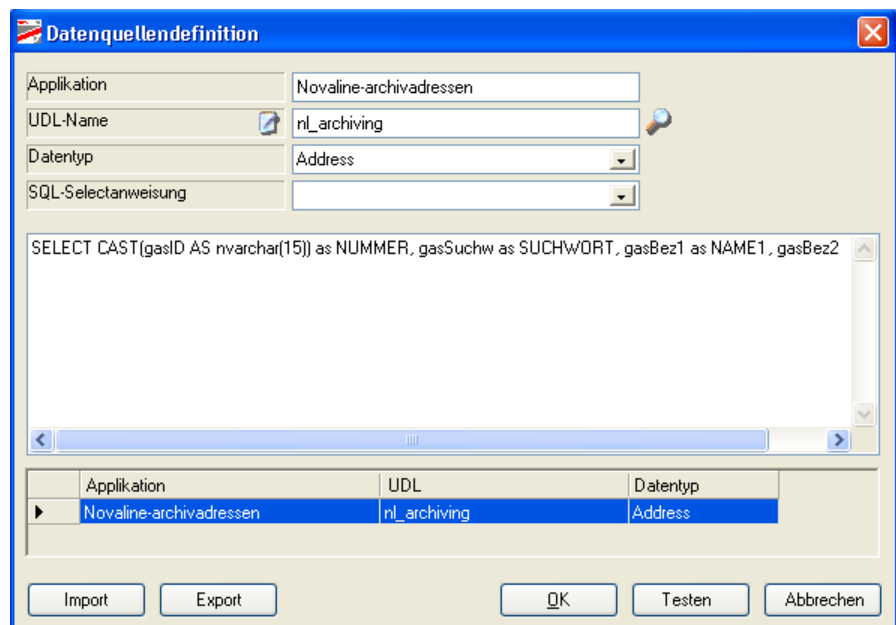 Datenquellendefinition
Applikation Novaline-archivadressen
UDL-Name nl_archiving
Datentyp Address
SQL-Selectanweisung
SELECT CAST(gasID AS nvarchar(15)) as NUMMER, gasSuchw as SUCHWORT, gasBez1 as NAME1, gasBez2
Applikation UDL Datentyp
Novaline-archivadressen nl_archiving Address
Import Export OK Testen Abbrechen